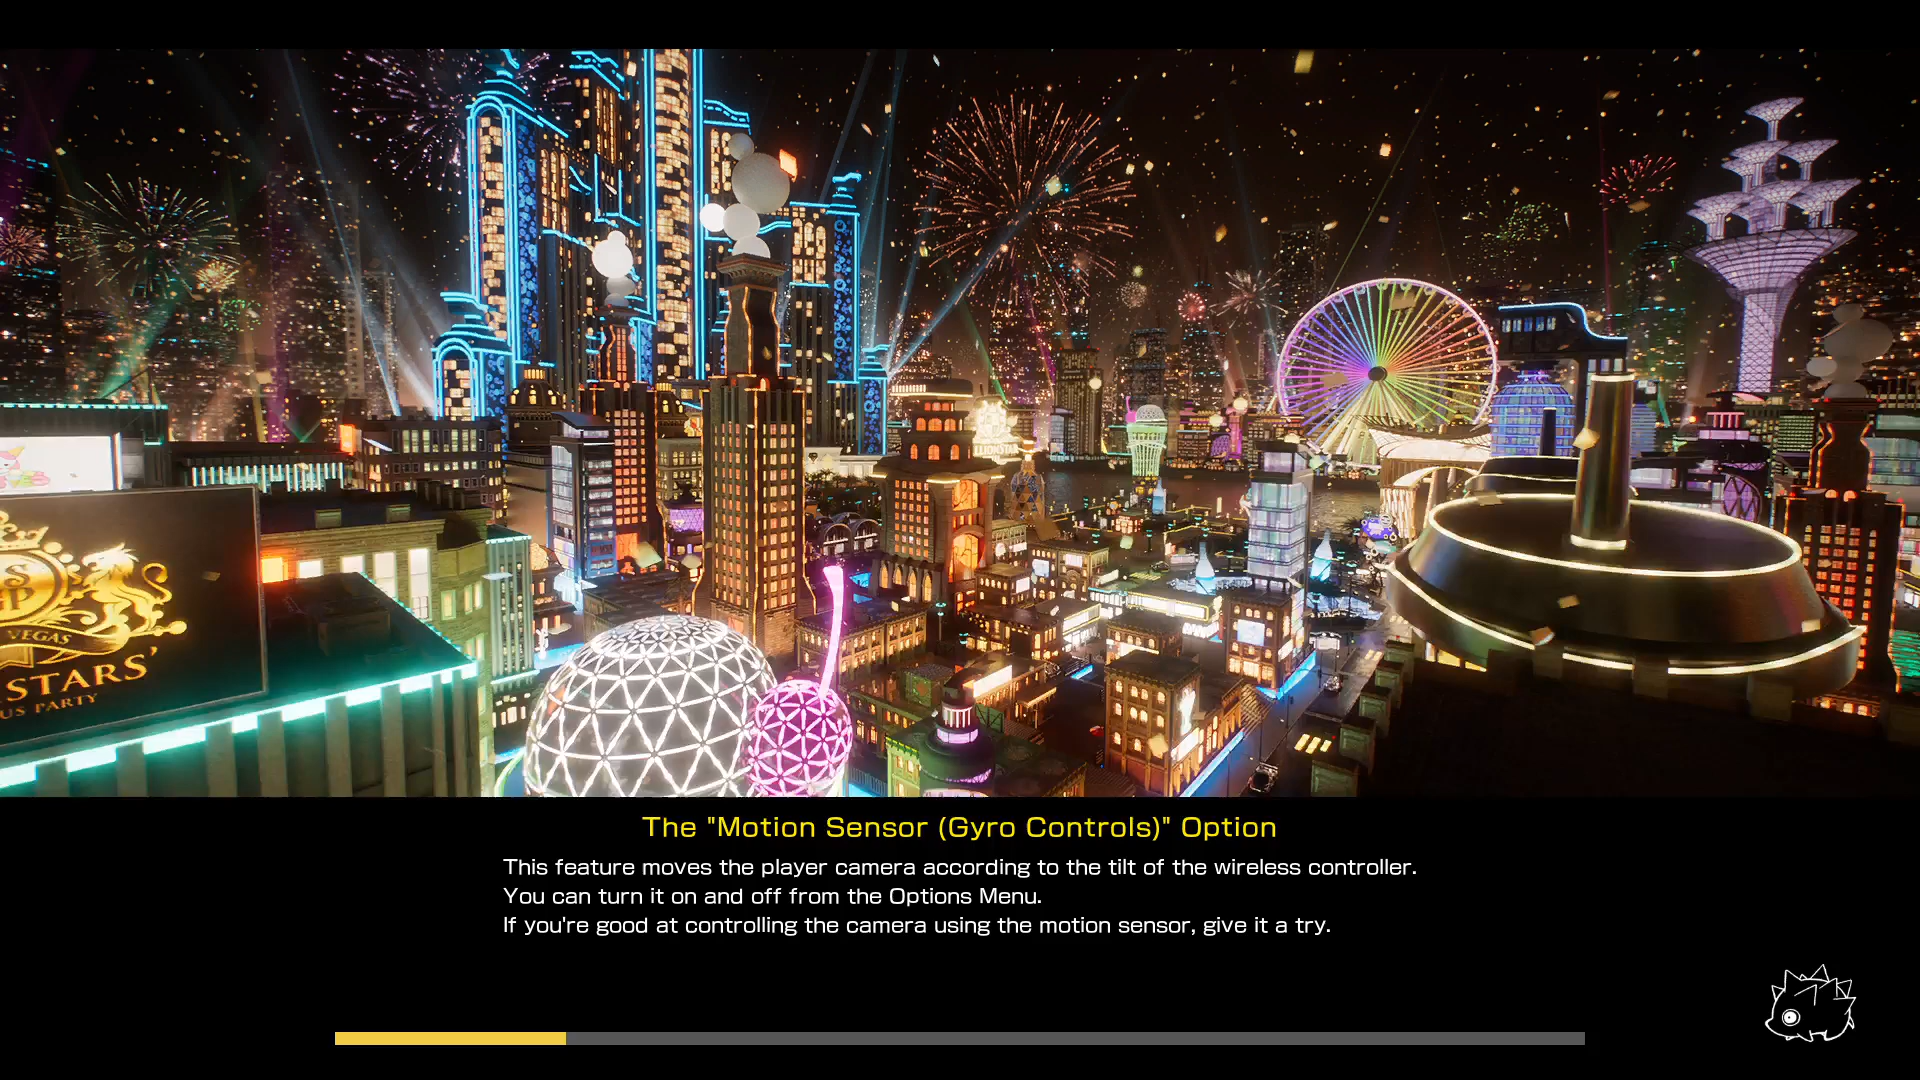 VEGAS
STARS'
US PARTY
The "Motion Sensor (Gyro Controls)" Option
This feature moves the player camera according to the tilt of the wireless controller.
You can turn it on and off from the Options Menu.
If you're good at controlling the camera using the motion sensor, give it a try.